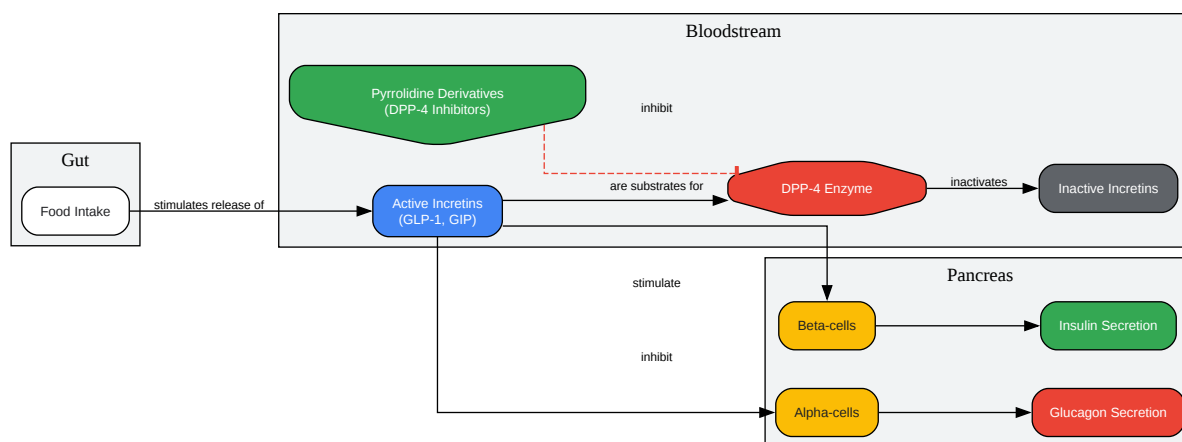 Bloodstream
Pyrrolidine Derivatives
(DPP-4 Inhibitors)
inhibit
Gut
Food Intake
stimulates release of
Active Incretins
(GLP-1, GIP)
are substrates for
DPP-4 Enzyme
inactivates
Inactive Incretins
Pancreas
stimulate
Beta-cells
Insulin Secretion
inhibit
Alpha-cells
Glucagon Secretion